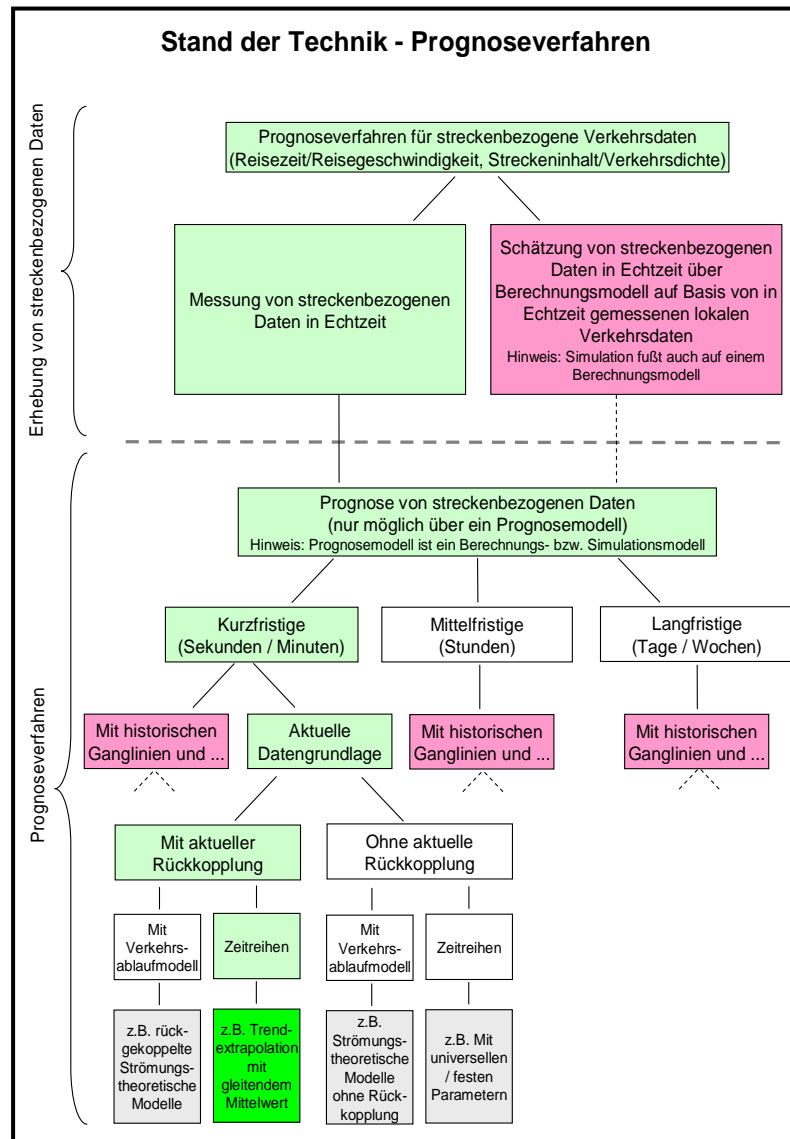 Stand der Technik - Prognoseverfahren
Erhebung von streckenbezogenen Daten
Prognoseverfahren für streckenbezogene Verkehrsdaten
(Reisezeit/Reisegeschwindigkeit, Streckeninhalt/Verkehrsdichte)
Messung von streckenbezogenen
Daten in Echtzeit
Schätzung von streckenbezogenen
Daten in Echtzeit über
Berechnungsmodell auf Basis von in
Echtzeit gemessenen lokalen
Verkehrsdaten
Hinweis: Simulation fußt auch auf einem
Berechnungsmodell
Prognoseverfahren
Prognose von streckenbezogenen Daten
(nur möglich über ein Prognosemodell)
Hinweis: Prognosemodell ist ein Berechnungs- bzw. Simulationsmodell
Kurzfristige
(Sekunden / Minuten)
Mittelfristige
(Stunden)
Langfristige
(Tage / Wochen)
Mit historischen
Ganglinien und ...
Aktuelle
Datengrundlage
Mit historischen
Ganglinien und ...
Mit historischen
Ganglinien und ...
Mit aktueller
Rückkopplung
Ohne aktuelle
Rückkopplung
Mit
Verkehrs-
ablaufmodell
Zeitreihen
Mit
Verkehrs-
ablaufmodell
Zeitreihen
z.B. rück-
gekoppelte
Strömungs-
theoretische
Modelle
z.B. Trend-
extrapolation
mit
gleitendem
Mittelwert
z.B.
Strömungs-
theoretische
Modelle
ohne Rück-
kopplung
z.B. Mit
universellen
/ festen
Parametern